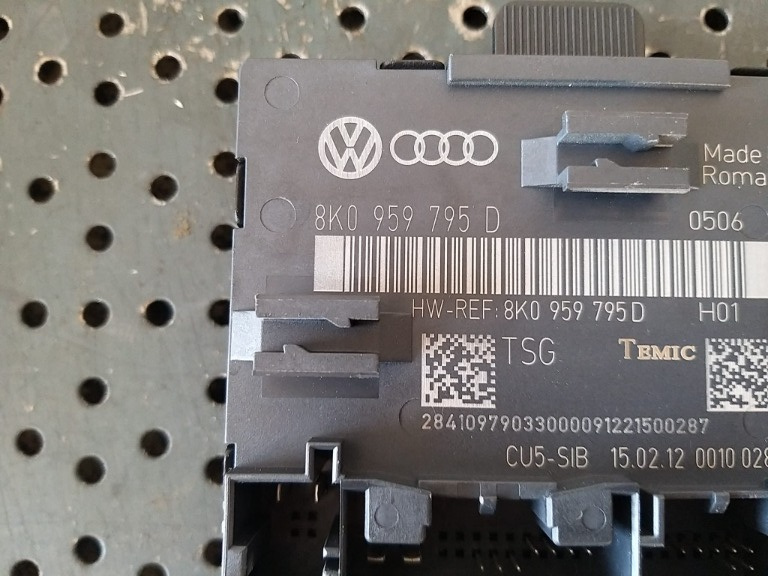 Made
Roma
8K0 959 795 D 0506
HW-REF: 8K0 959 795 D H01
TSG TEMIC
28410979033000091221500287
CU5-SIB 15.02.12 0010 028